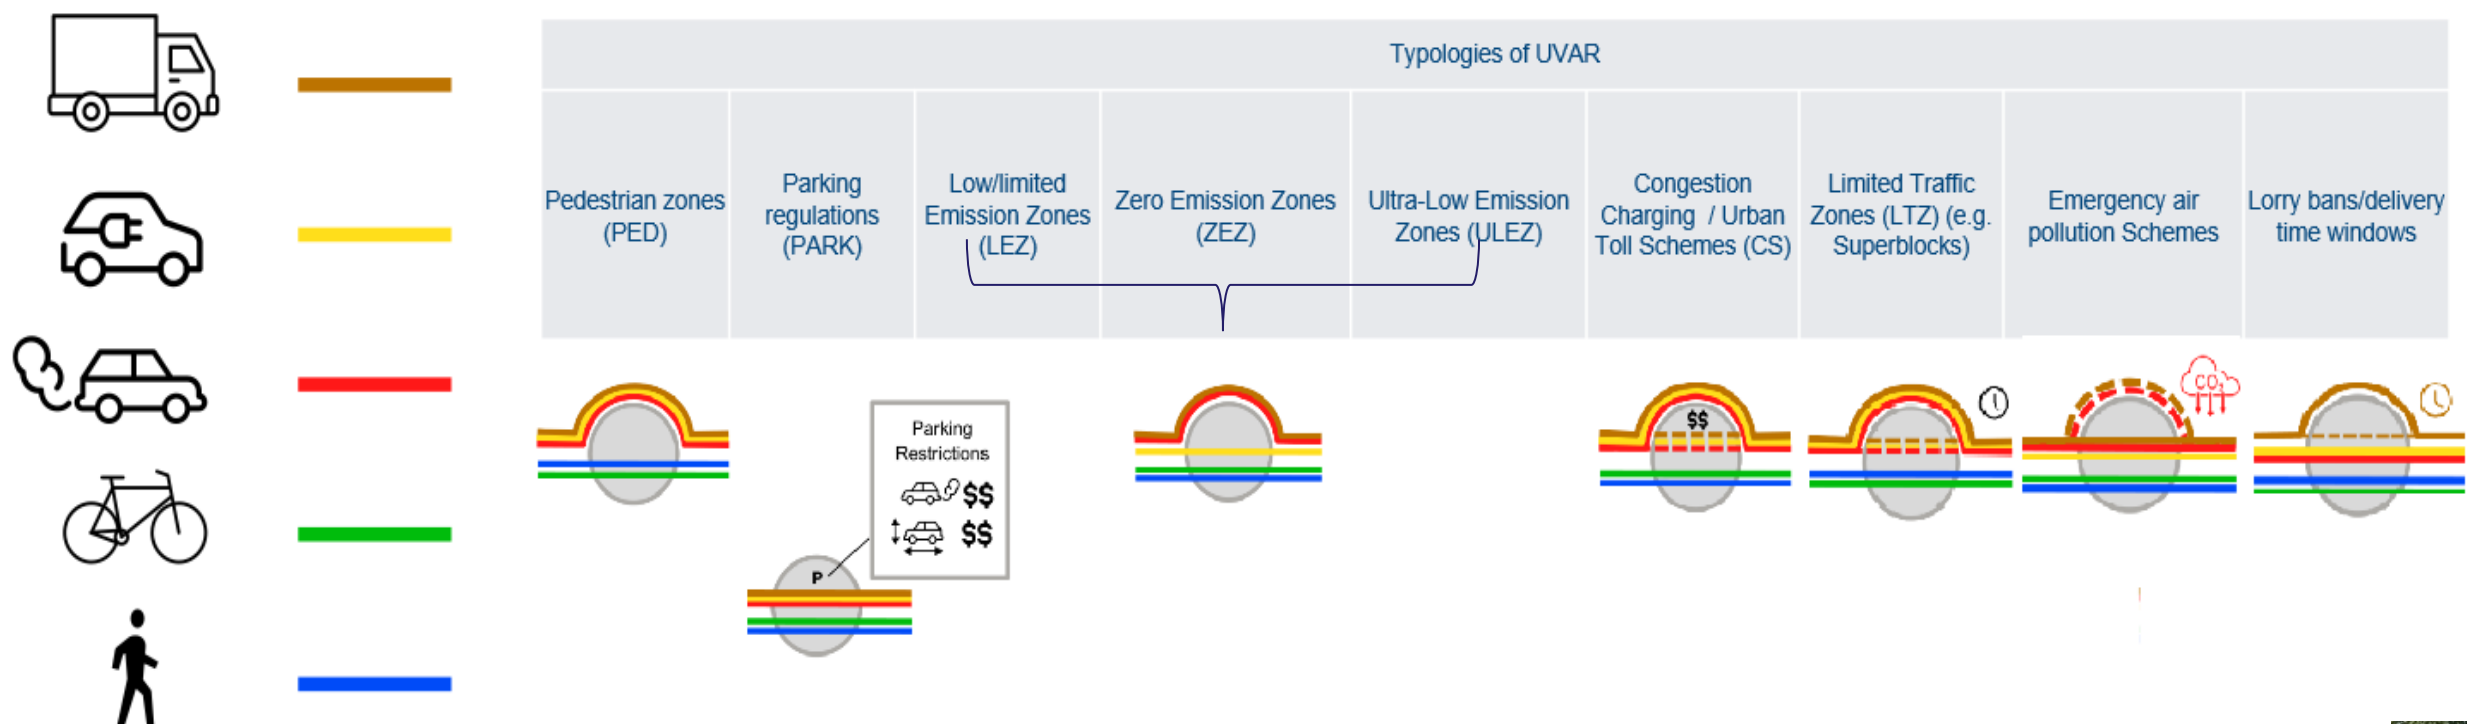 Typologies of UVAR
Pedestrian zones
(PED)
Parking
regulations
(PARK)
Low/limited
Emission Zones
(LEZ)
Zero Emission Zones
(ZEZ)
Ultra-Low Emission
Zones (ULEZ)
Congestion
Charging / Urban
Toll Schemes (CS)
Limited Traffic
Zones (LTZ) (e.g.
Superblocks)
Emergency air
pollution Schemes
Lorry bans/delivery
time windows
Parking
Restrictions
$$
$$
P
$$
CO2